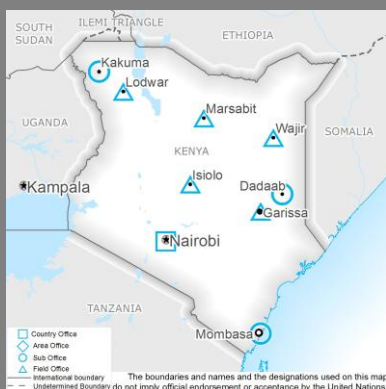 ILEMI TRIANGLE
SOUTH
SUDAN
ETHIOPIA
Kakuma
Lodwar
Marsabit
UGANDA
Wajir
SOMALIA
KENYA
Isiolo
Dadaab
Kampala
Garissa
Nairobi
TANZANIA
Mombasa
Country Office
Area Office
Sub Office
Field Office
International boundary
Undetermined Boundary
The boundaries and names and the designations used on this map
do not imply official endorsement or acceptance by the United Nations